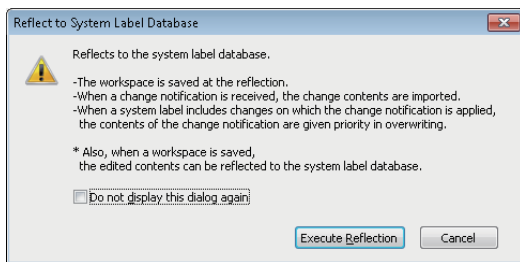 Reflect to System Label Database
Reflects to the system label database.
-The workspace is saved at the reflection.
-When a change notification is received, the change contents are imported.
-When a system label includes changes on which the change notification is applied,
the contents of the change notification are given priority in overwriting.
* Also, when a workspace is saved,
the edited contents can be reflected to the system label database.
Do not display this dialog again
Execute Reflection
Cancel